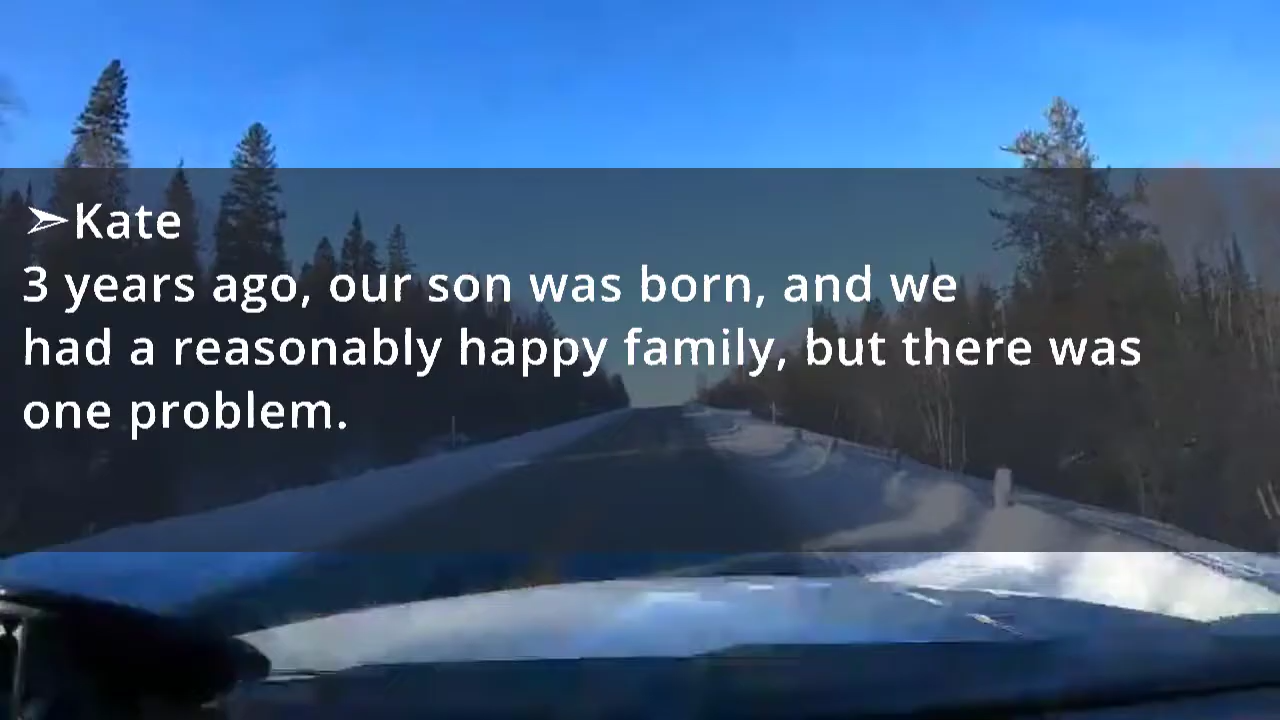 ➣Kate
3 years ago, our son was born, and we
had a reasonably happy family, but there was
one problem.